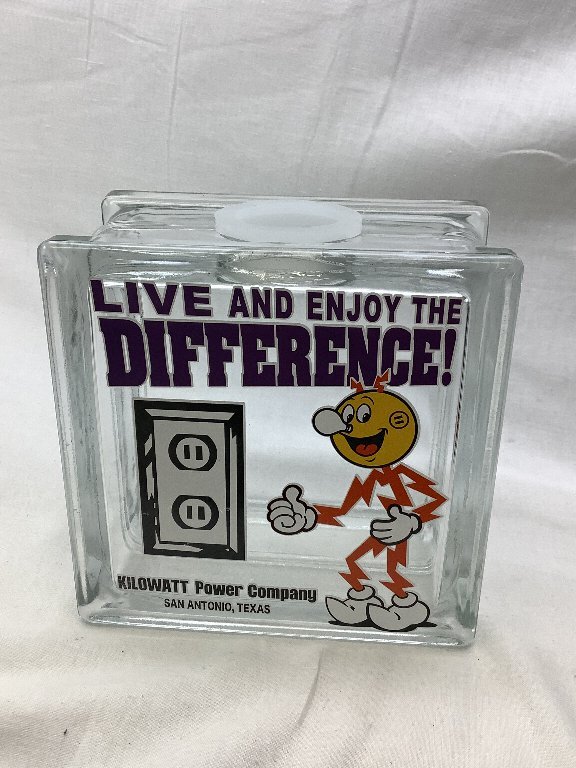 LIVE AND ENJOY THE
DIFFERENCE!
KILOWATT Power Company
SAN ANTONIO, TEXAS